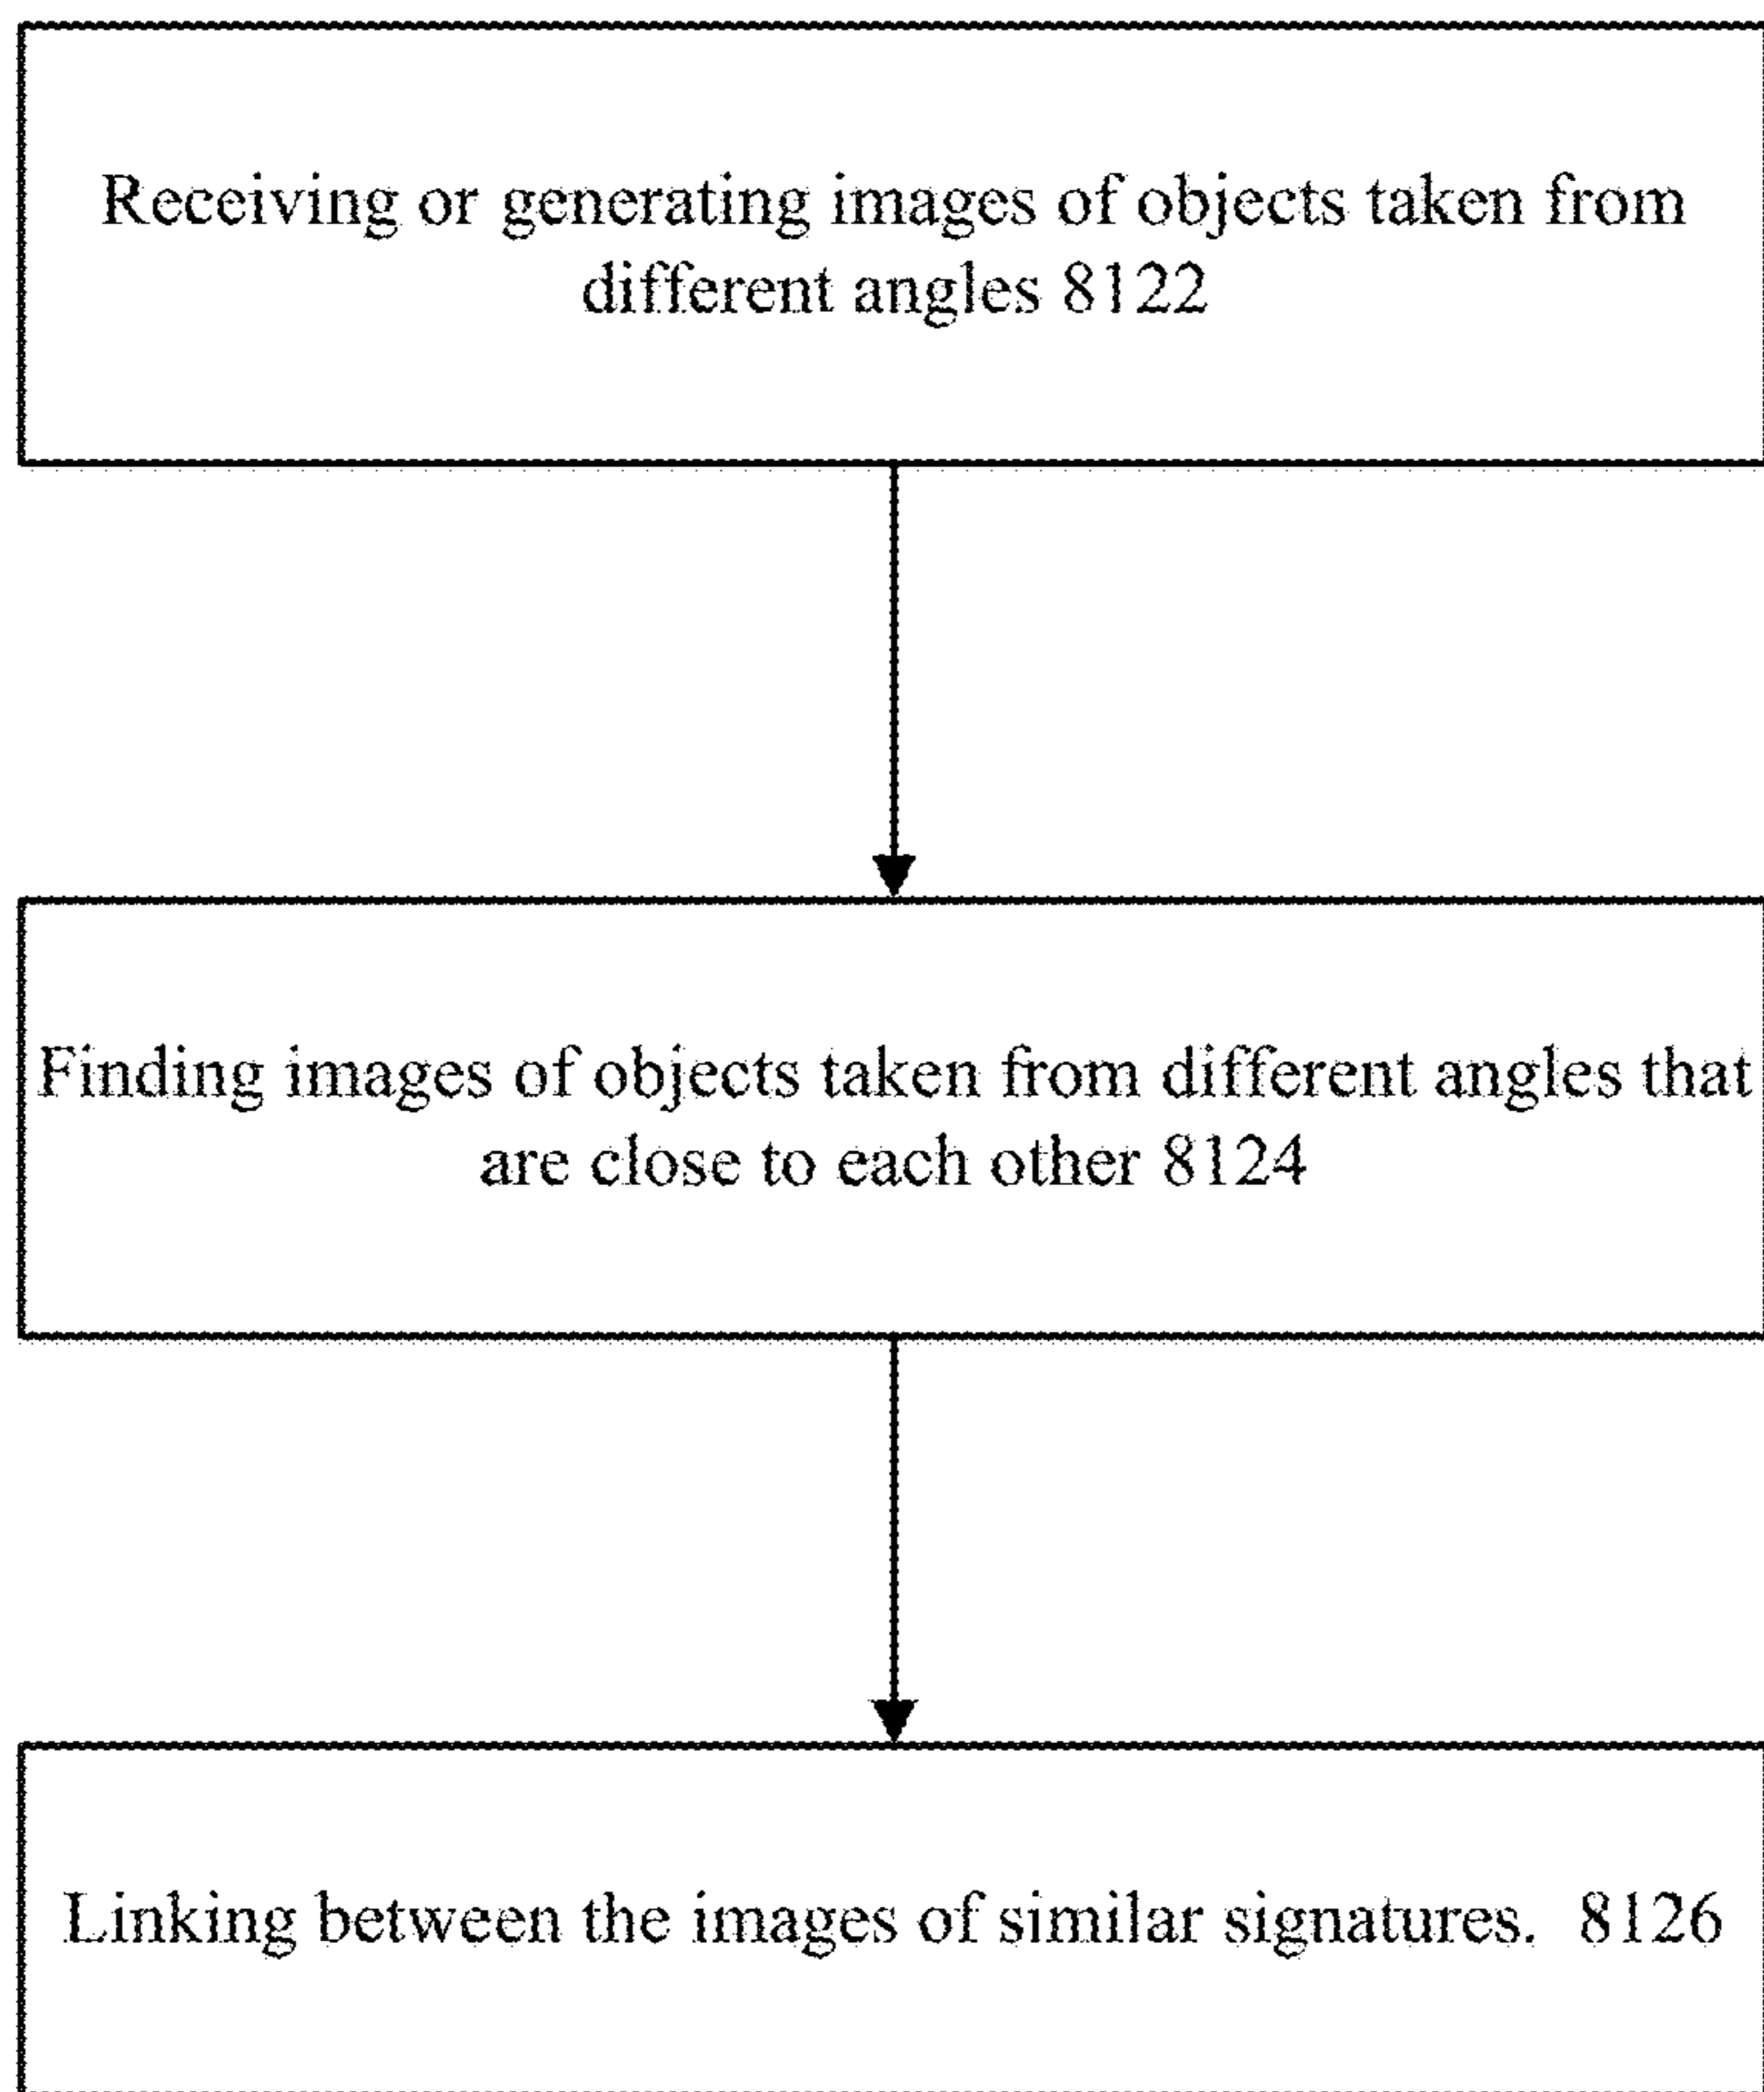 Receiving or generating images of objects taken from
different angles 8122
Finding images of objects taken from different angles that
are close to each other 8124
Linking between the images of similar signatures.  8126